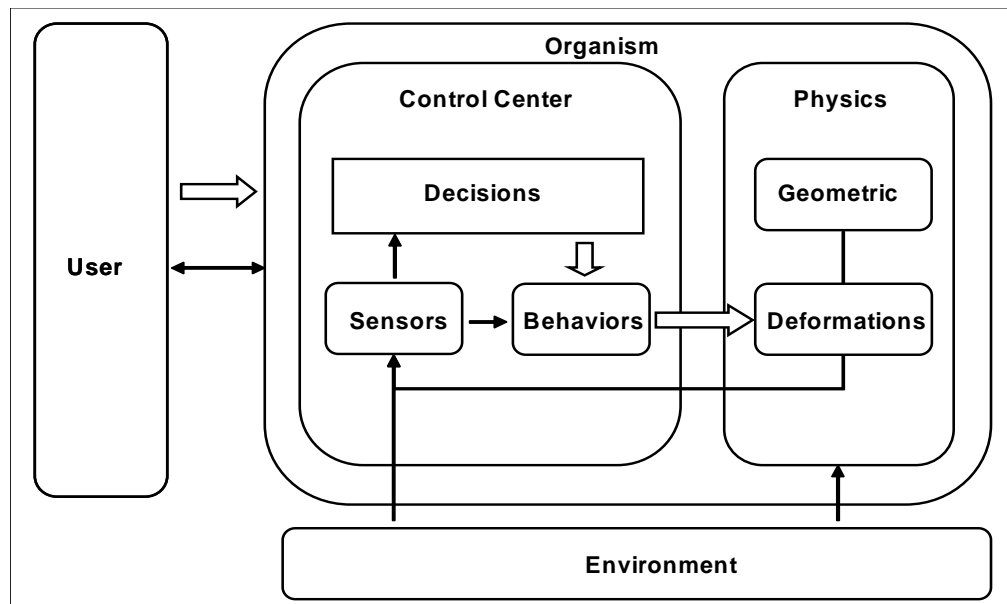 Organism
Control Center
Physics
Decisions
Geometric
User
Sensors
Behaviors
Deformations
Environment